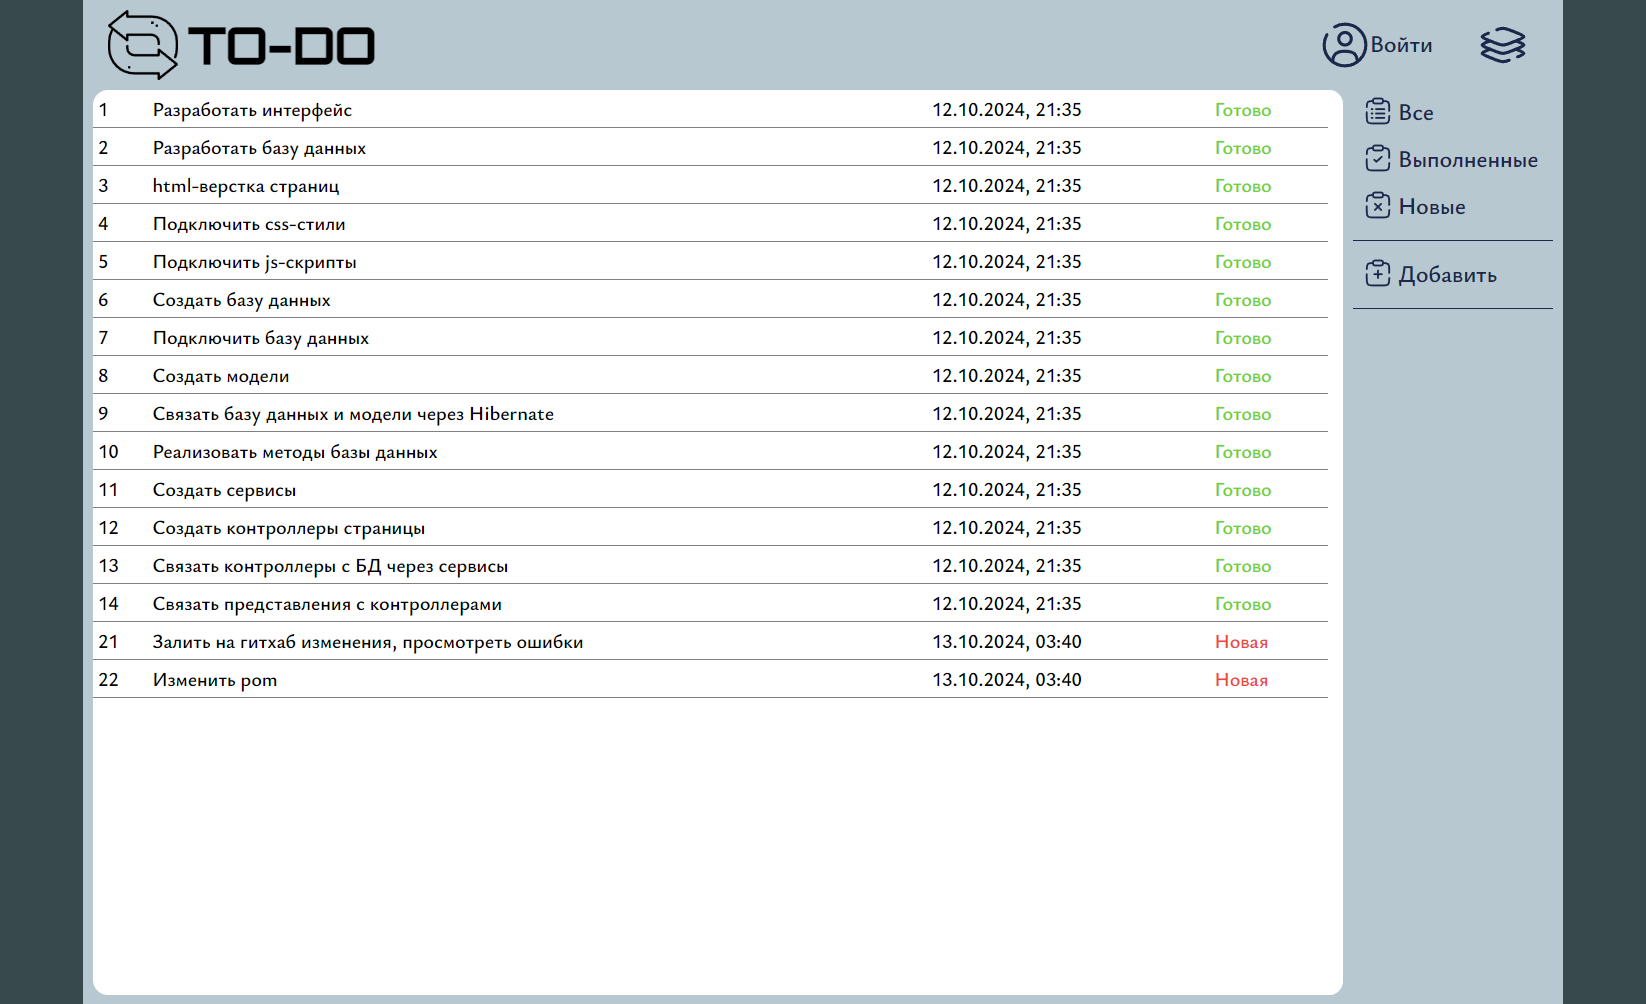 TO-DO
Войти
1 Разработать интерфейс 12.10.2024, 21:35 Готово
2 Разработать базу данных 12.10.2024, 21:35 Готово
3 html-верстка страниц 12.10.2024, 21:35 Готово
4 Подключить css-стили 12.10.2024, 21:35 Готово
5 Подключить js-скрипты 12.10.2024, 21:35 Готово
6 Создать базу данных 12.10.2024, 21:35 Готово
7 Подключить базу данных 12.10.2024, 21:35 Готово
8 Создать модели 12.10.2024, 21:35 Готово
9 Связать базу данных и модели через Hibernate 12.10.2024, 21:35 Готово
10 Реализовать методы базы данных 12.10.2024, 21:35 Готово
11 Создать сервисы 12.10.2024, 21:35 Готово
12 Создать контроллеры страницы 12.10.2024, 21:35 Готово
13 Связать контроллеры с БД через сервисы 12.10.2024, 21:35 Готово
14 Связать представления с контроллерами 12.10.2024, 21:35 Готово
21 Залить на гитхаб изменения, просмотреть ошибки 13.10.2024, 03:40 Новая
22 Изменить pom 13.10.2024, 03:40 Новая
Все
Выполненные
Новые
Добавить